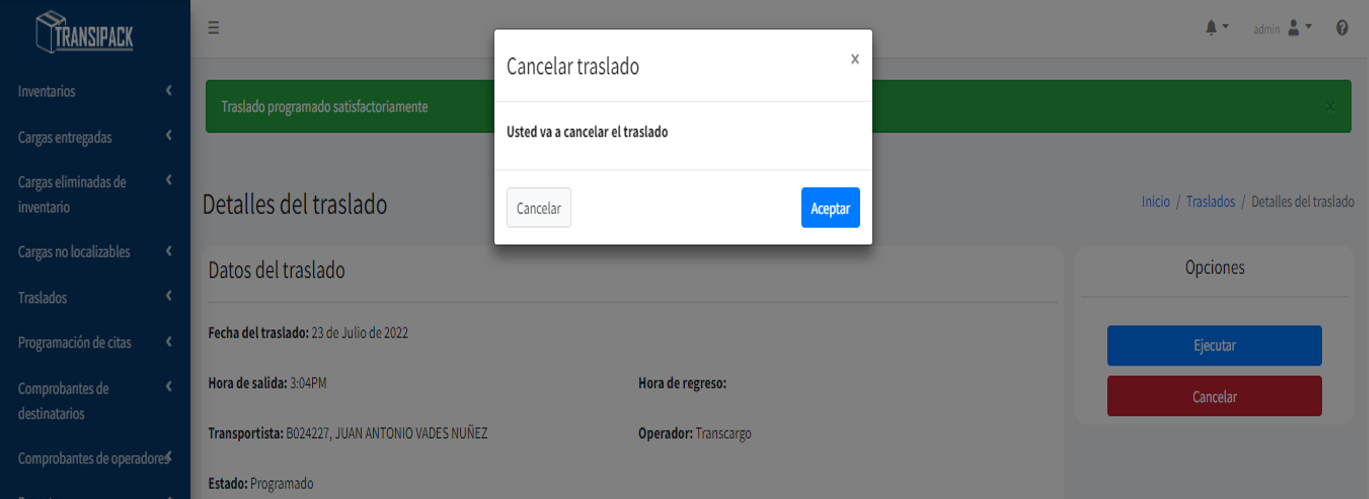 TRANSIPACK
admin
Inventarios
Cargas entregadas
Cargas eliminadas de
inventario
Cargas no localizables
Traslados
Programación de citas
Comprobantes de
destinatarios
Comprobantes de operadores
Cancelar traslado
x
Usted va a cancelar el traslado
Cancelar
Aceptar
Traslado programado satisfactoriamente
x
Detalles del traslado
Inicio / Traslados / Detalles del traslado
Datos del traslado
Fecha del traslado: 23 de Julio de 2022
Hora de salida: 3:04PM
Hora de regreso:
Transportista: B024227, JUAN ANTONIO VADES NUÑEZ
Operador: Transcargo
Estado: Programado
Opciones
Ejecutar
Cancelar